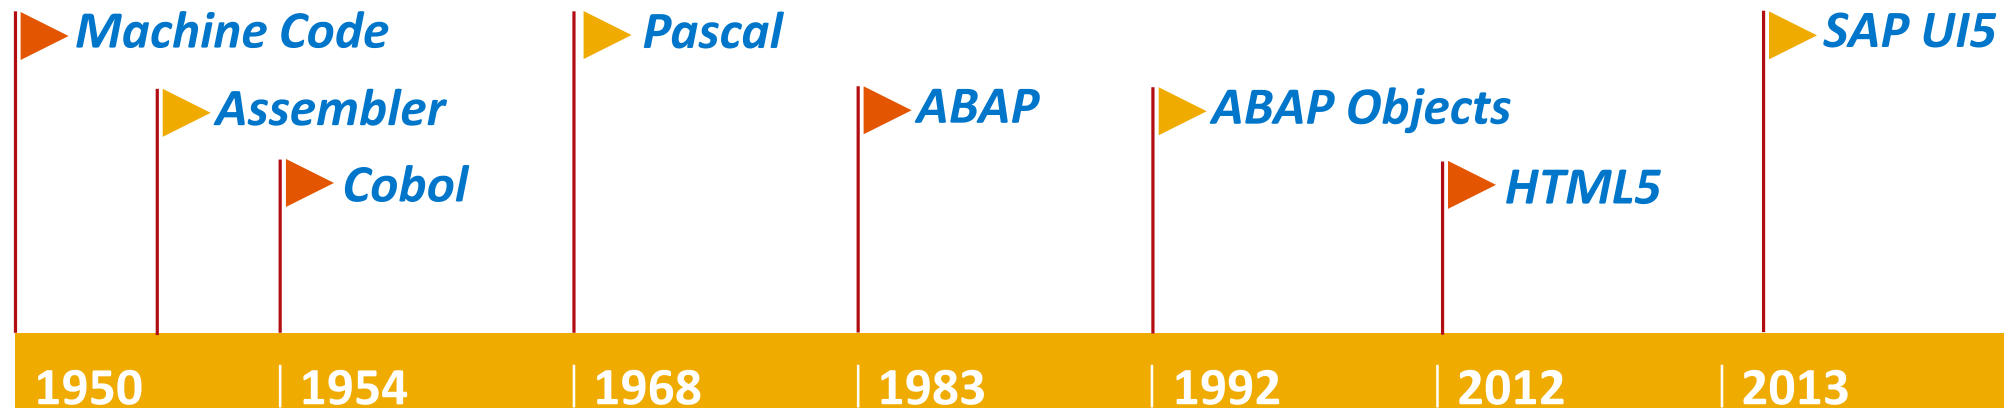 Machine Code
Pascal
SAP UI5
Assembler
ABAP
ABAP Objects
Cobol
HTML5
1950
1954
1968
1983
1992
2012
2013